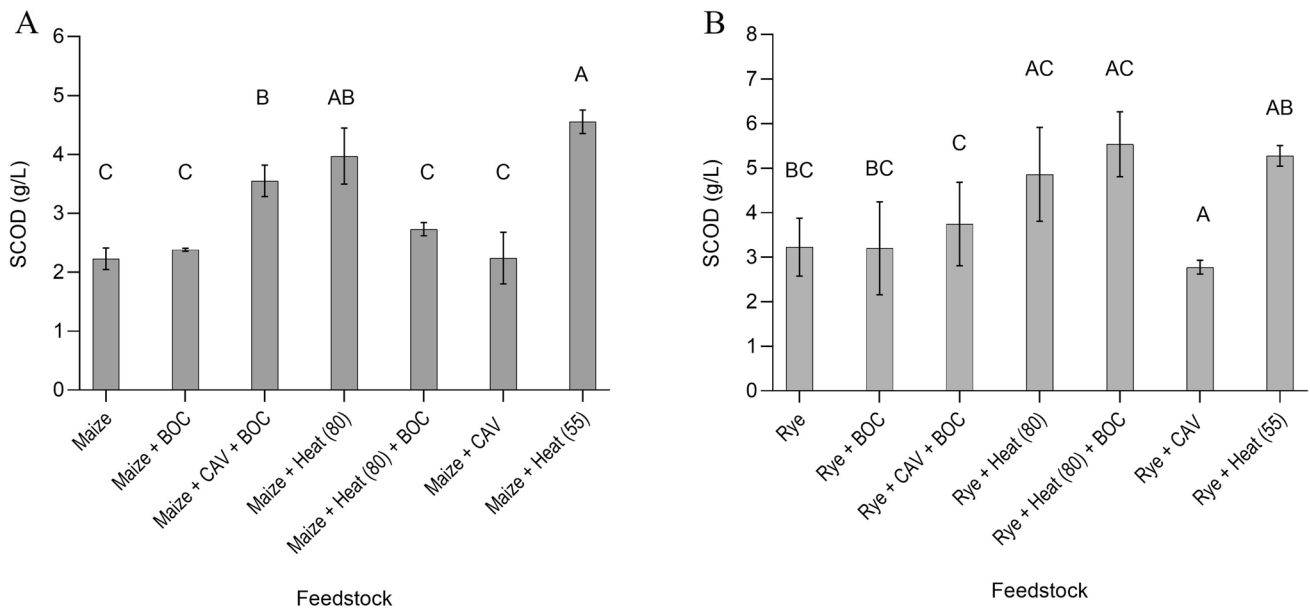 A
6
5
4
3
2
1
0
SCOD (g/L)
C
C
B
AB
C
C
A
Maize
Maize + BOC
Maize + CAV + BOC
Maize + Heat (80)
Maize + Heat (80) + BOC
Maize + CAV
Maize + Heat (55)
Feedstock
B
8
7
6
5
4
3
2
1
0
SCOD (g/L)
BC
BC
C
AC
AC
A
AB
Rye
Rye + BOC
Rye + CAV + BOC
Rye + Heat (80)
Rye + Heat (80) + BOC
Rye + CAV
Rye + Heat (55)
Feedstock